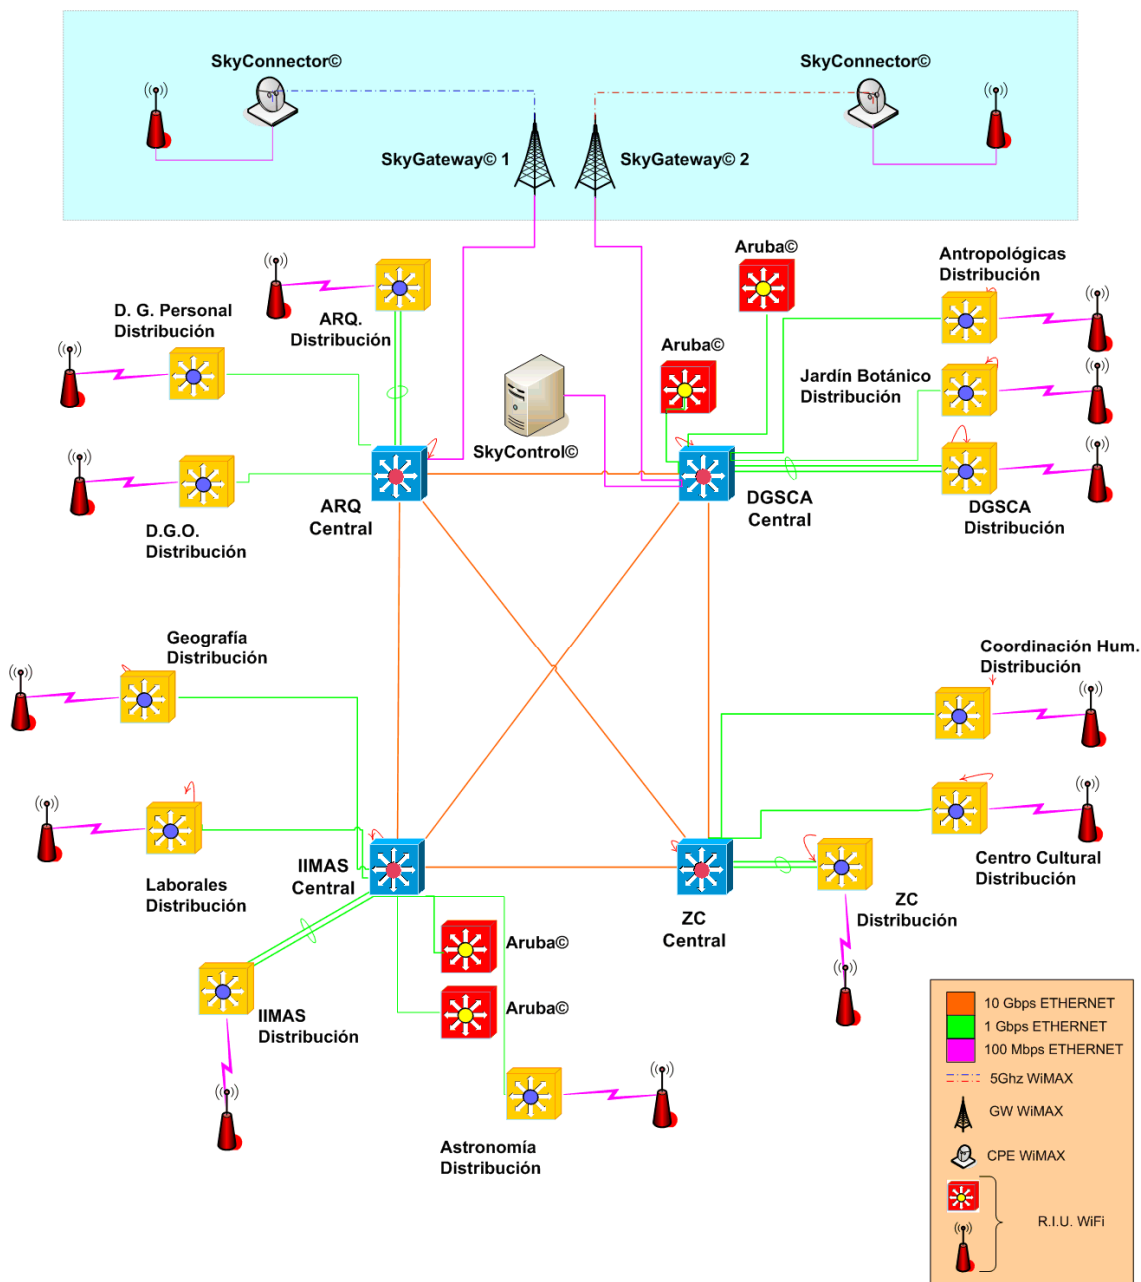 SkyConnector©
SkyConnector©
SkyGateway© 1
SkyGateway© 2
Aruba©
Antropológicas
Distribución
D. G. Personal
Distribución
ARQ.
Distribución
Aruba©
Jardín Botánico
Distribución
SkyControl©
ARQ
Central
DGSCA
Central
DGSCA
Distribución
D.G.O.
Distribución
Geografía
Distribución
Coordinación Hum.
Distribución
Laborales
Distribución
IIMAS
Central
ZC
Central
Centro Cultural
Distribución
ZC
Distribución
Aruba©
Aruba©
IIMAS
Distribución
Astronomía
Distribución
10 Gbps ETHERNET
1 Gbps ETHERNET
100 Mbps ETHERNET
5Ghz WiMAX
GW WiMAX
CPE WiMAX
R.I.U. WiFi